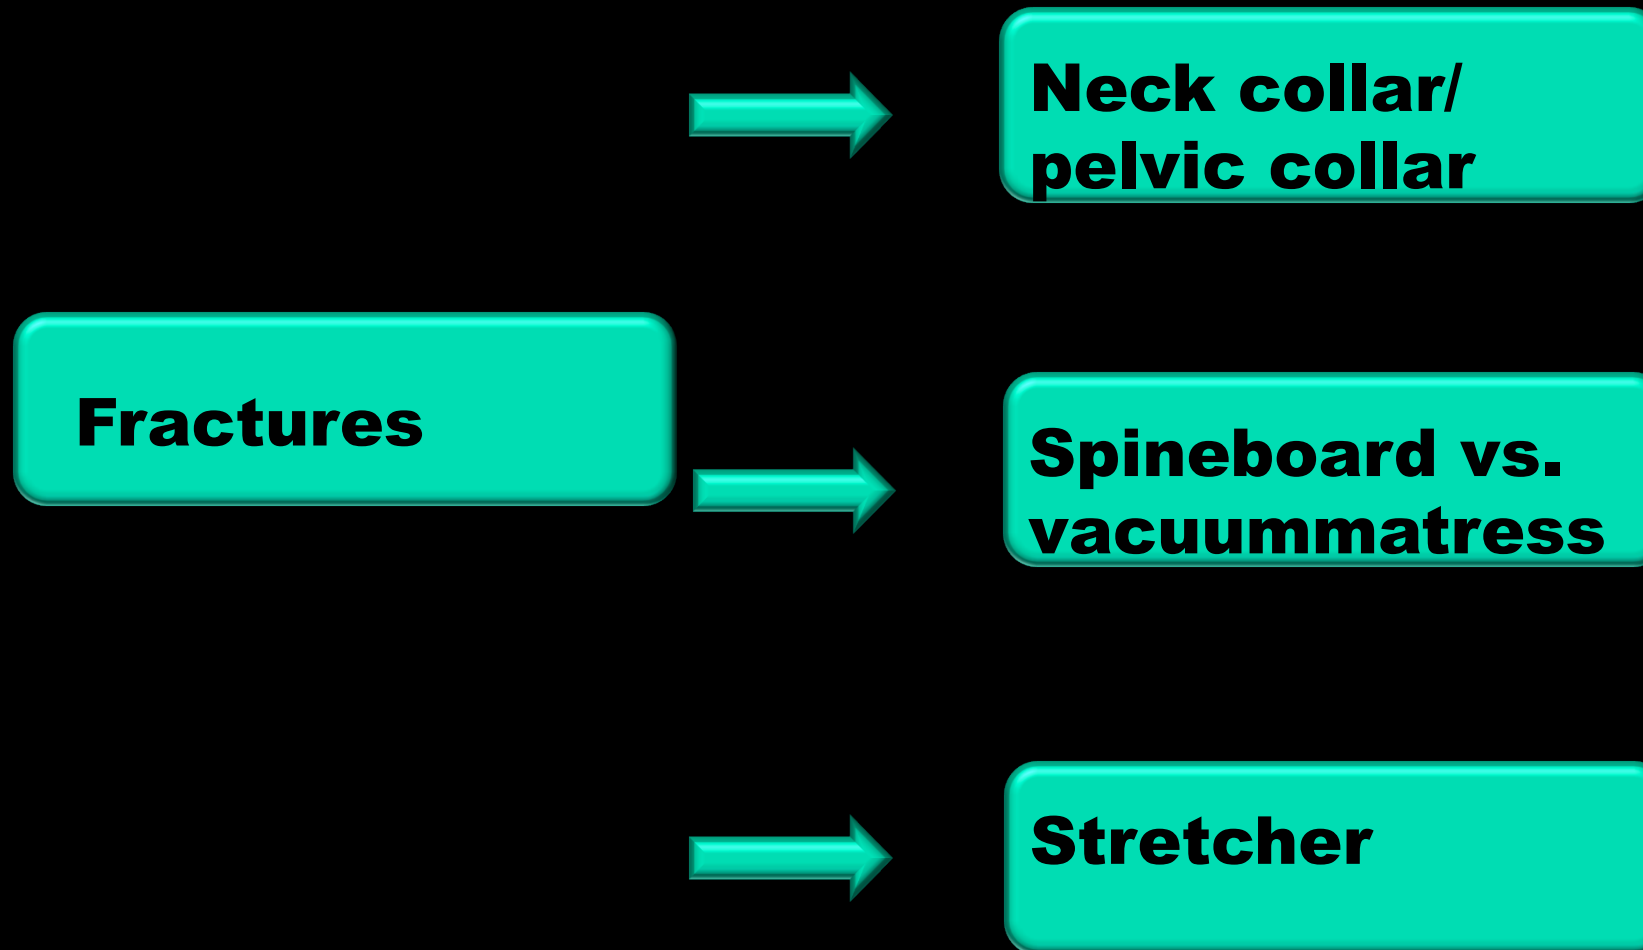 Neck collar/
pelvic collar
Fractures
Spineboard vs.
vacuummatress
Stretcher